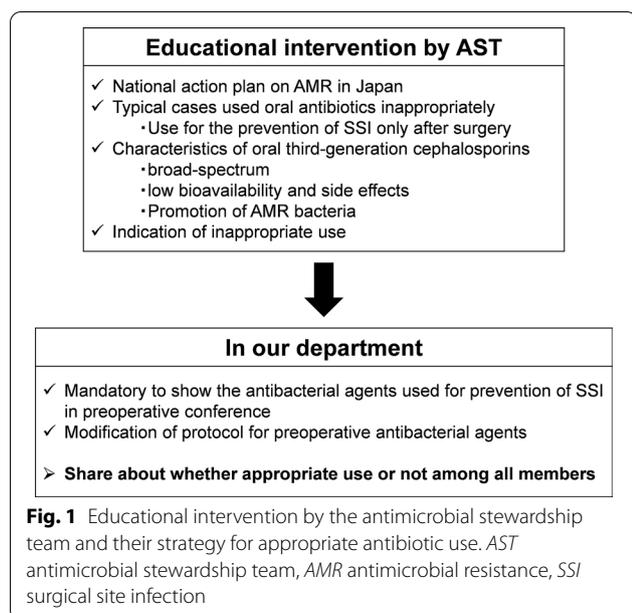 Educational intervention by AST
✓ National action plan on AMR in Japan
✓ Typical cases used oral antibiotics inappropriately
・Use for the prevention of SSI only after surgery
✓ Characteristics of oral third-generation cephalosporins
・broad-spectrum
・low bioavailability and side effects
・Promotion of AMR bacteria
✓ Indication of inappropriate use
In our department
✓ Mandatory to show the antibacterial agents used for prevention of SSI
in preoperative conference
✓ Modification of protocol for preoperative antibacterial agents
➢ Share about whether appropriate use or not among all members
Fig. 1 Educational intervention by the antimicrobial stewardship
team and their strategy for appropriate antibiotic use. AST
antimicrobial stewardship team, AMR antimicrobial resistance, SSI
surgical site infection